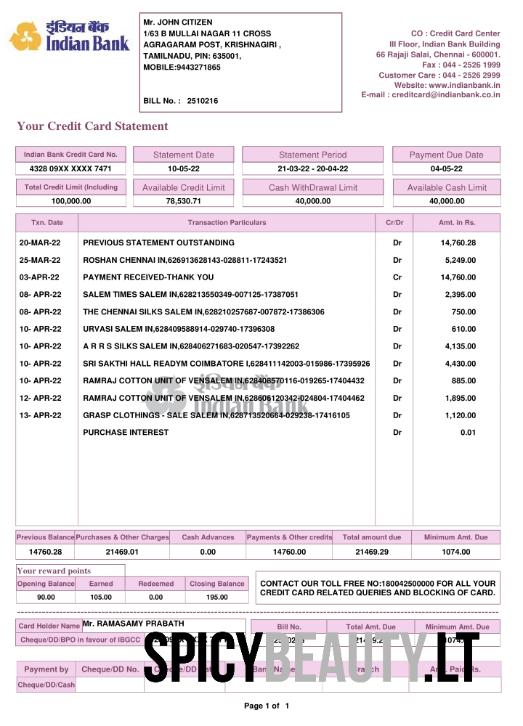 इंडियन बैंक
Indian Bank
Mr. JOHN CITIZEN
1/63 B MULLAI NAGAR 11 CROSS
AGRAGARAM POST, KRISHNAGIRI ,
TAMILNADU, PIN: 635001,
MOBILE:9443271865
BILL No. : 2510216
CO : Credit Card Center
III Floor, Indian Bank Building
66 Rajaji Salai, Chennai - 600001.
Fax : 044 - 2526 1999
Customer Care : 044 - 2526 2999
Website: www.indianbank.in
E-mail : creditcard@indianbank.co.in
Your Credit Card Statement
Indian Bank Credit Card No. Statement Date Statement Period Payment Due Date
4328 09XX XXXX 7471 10-05-22 21-03-22 - 20-04-22 04-05-22
Total Credit Limit (Including Available Credit Limit Cash WithDrawal Limit Available Cash Limit
100,000.00 78,530.71 40,000.00 40,000.00
Txn. Date Transaction Particulars Cr/Dr Amt. in Rs.
20-MAR-22 PREVIOUS STATEMENT OUTSTANDING Dr 14,760.28
25-MAR-22 ROSHAN CHENNAI IN,626913628143-028811-17243521 Dr 5,249.00
03-APR-22 PAYMENT RECEIVED-THANK YOU Cr 14,760.00
08- APR-22 SALEM TIMES SALEM IN,628213550349-007125-17387051 Dr 2,395.00
08- APR-22 THE CHENNAI SILKS SALEM IN,628210257687-007872-17386306 Dr 750.00
10- APR-22 URVASI SALEM IN,628409588914-029740-17396308 Dr 610.00
10- APR-22 A R R S SILKS SALEM IN,628406271683-020547-17392262 Dr 4,135.00
10- APR-22 SRI SAKTHI HALL READYM COIMBATORE I,628411142003-015986-17395926 Dr 4,430.00
10- APR-22 RAMRAJ COTTON UNIT OF VENSALEM IN,628408570116-019265-17404432 Dr 885.00
12- APR-22 RAMRAJ COTTON UNIT OF VENSALEM IN,628606120342-024804-17404462 Dr 1,895.00
13- APR-22 GRASP CLOTHINGS - SALE SALEM IN,628713520664-029238-17416105 Dr 1,120.00
PURCHASE INTEREST Dr 0.01
इंडियन बैंक
Indian Bank
Previous Balance Purchases & Other Charges Cash Advances Payments & Other credits Total amount due Minimum Amt. Due
14760.28 21469.01 0.00 14760.00 21469.29 1074.00
Your reward points
Opening Balance Earned Redeemed Closing Balance
90.00 105.00 0.00 195.00
CONTACT OUR TOLL FREE NO:180042500000 FOR ALL YOUR
CREDIT CARD RELATED QUERIES AND BLOCKING OF CARD.
Card Holder Name Mr. RAMASAMY PRABATH Bill No. Total Amt. Due Minimum Amt. Due
Cheque/DD/BPO in favour of IBGCC
SPICYBEAUTY.LT
Payment by Cheque/DD No.
Cheque/DD/Cash
Page 1 of 1